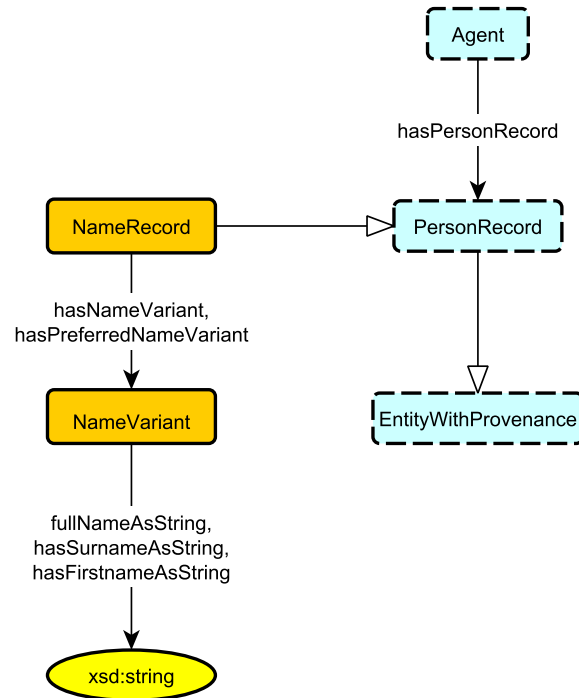 Agent
hasPersonRecord
NameRecord
PersonRecord
hasNameVariant,
hasPreferredNameVariant
NameVariant
EntityWithProvenance
fullNameAsString,
hasSurnameAsString,
hasFirstnameAsString
xsd:string